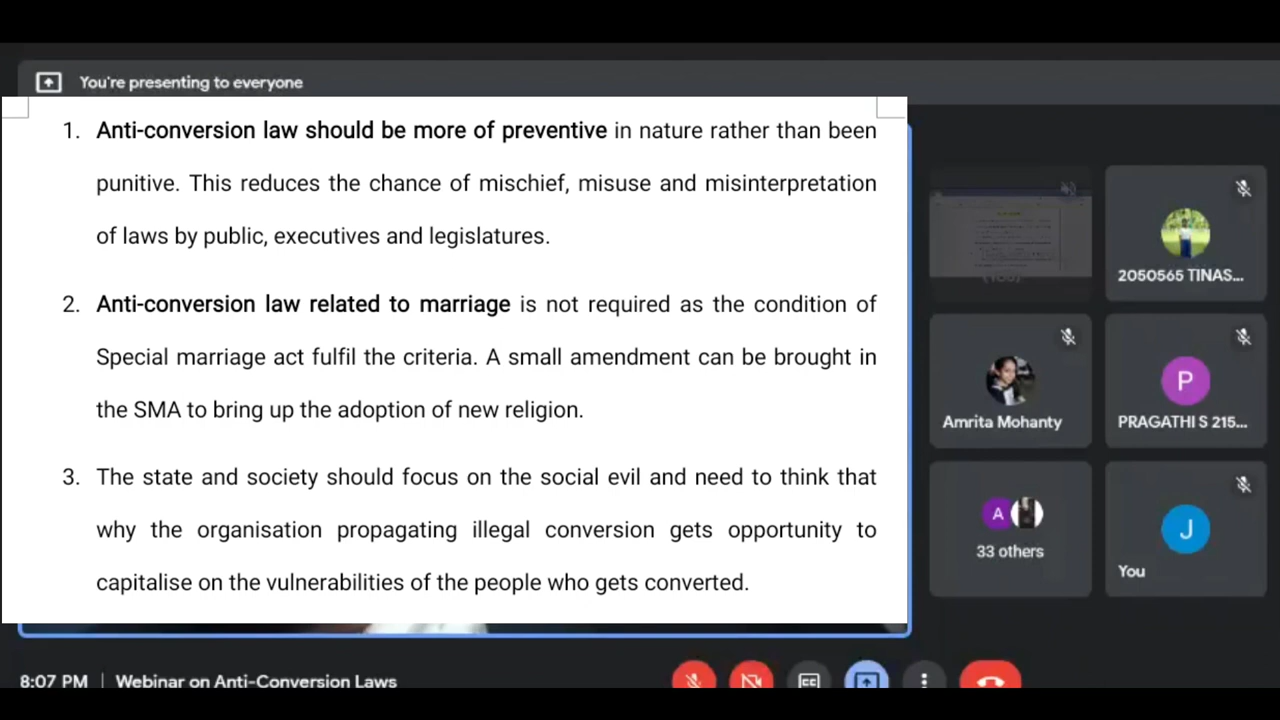 You're presenting to everyone
1. Anti-conversion law should be more of preventive in nature rather than been
punitive. This reduces the chance of mischief, misuse and misinterpretation
of laws by public, executives and legislatures.
2. Anti-conversion law related to marriage is not required as the condition of
Special marriage act fulfil the criteria. A small amendment can be brought in
the SMA to bring up the adoption of new religion.
3. The state and society should focus on the social evil and need to think that
why the organisation propagating illegal conversion gets opportunity to
capitalise on the vulnerabilities of the people who gets converted.
2050565 TINAS...
Amrita Mohanty
P
PRAGATHI S 215...
A
33 others
J
You
8:07 PM | Webinar on Anti-Conversion Laws
CC